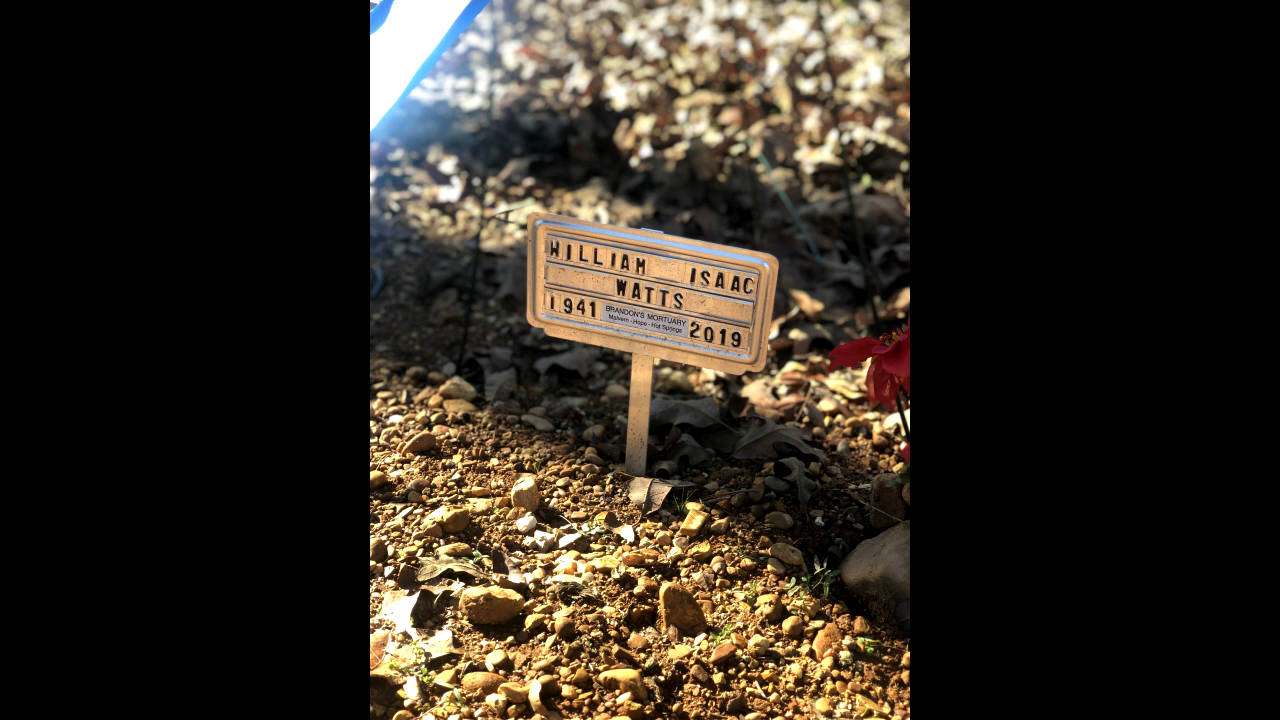 WILLIAM ISAAC
WATTS
1941 BRANDON'S MORTUARY 2019
Malvern - Hope - Hot Springs